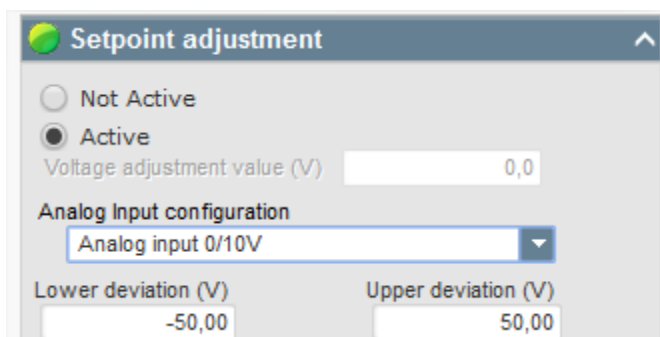 Setpoint adjustment
Not Active
Active
Voltage adjustment value (V) 0,0
Analog Input configuration
Analog input 0/10V
Lower deviation (V) Upper deviation (V)
-50,00 50,00